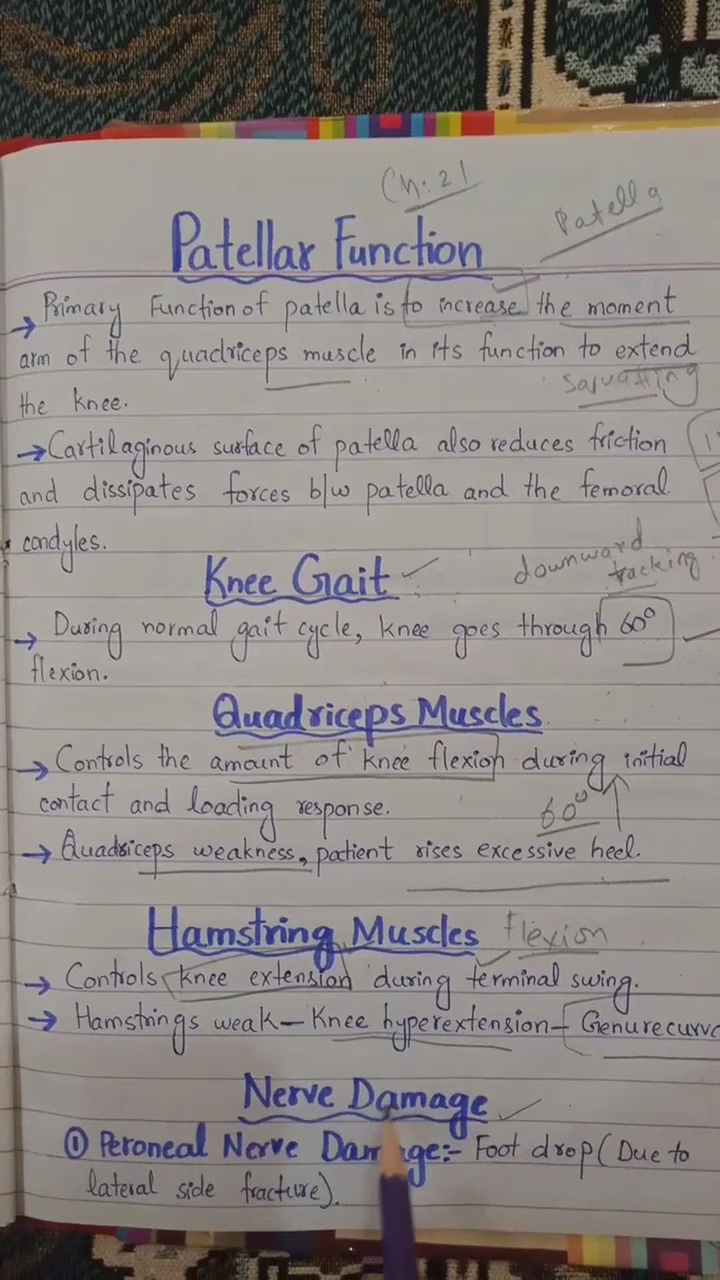 Ch: 21
Patella
Patellar Function
→ Primary Function of patella is to increase the moment
arm of the quadriceps muscle in its function to extend
the knee.
→ Cartilaginous surface of patella also reduces friction
and dissipates forces b/w patella and the femoral
condyles.
downward
tracking
Knee Gait
→ During normal gait cycle, knee goes through 60°
flexion.
Quadriceps Muscles
→ Controls the amount of knee flexion during initial
contact and loading response.
60°
→ Quadriceps weakness, patient rises excessive heel.
Hamstring Muscles flexion
→ Controls knee extension during terminal swing.
→ Hamstrings weak – Knee hyperextension – Genurecurv
Nerve Damage
① Peroneal Nerve Damage:- Foot drop (Due to
lateral side fracture).